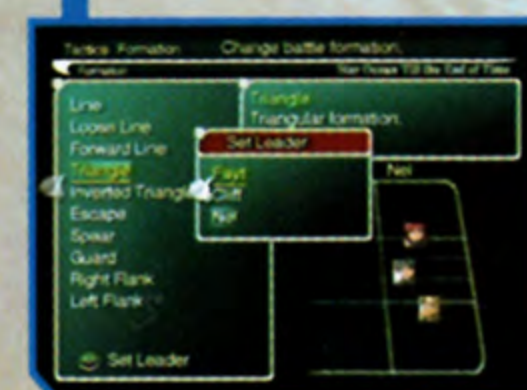 Tactics Formation Change battle formation.
Formation Star Ocean Till the End of Time
Line
Loose Line
Forward Line
Triangle
Inverted Triangle
Escape
Spear
Guard
Right Flank
Left Flank
Set Leader
Triangle
Triangular formation.
Set Leader
Fayt
Cliff
Nel
Nel